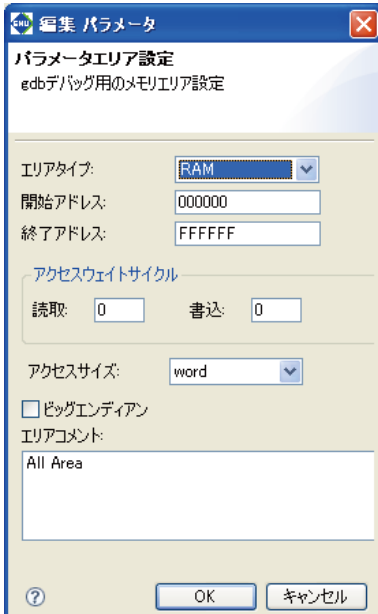 GNU 編集 パラメータ
パラメータエリア設定
gdbデバッグ用のメモリエリア設定
エリアタイプ: RAM
開始アドレス: 000000
終了アドレス: FFFFFF
アクセスウェイトサイクル
読取: 0 書込: 0
アクセスサイズ: word
ビッグエンディアン
エリアコメント:
All Area
? OK キャンセル